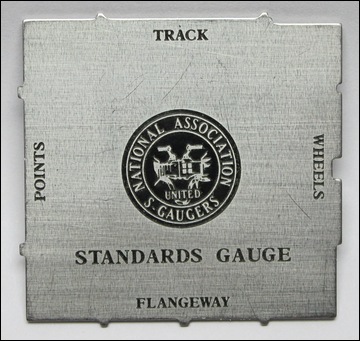 TRACK
POINTS
WHEELS
NATIONAL ASSOCIATION
UNITED
S-GAUGERS
STANDARDS GAUGE
FLANGEWAY